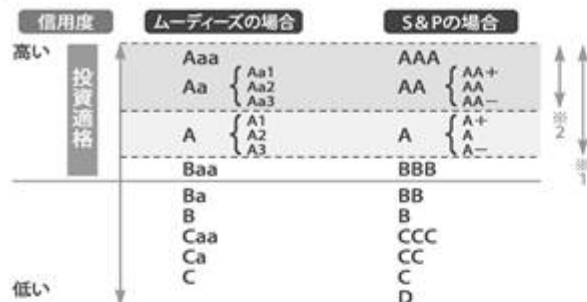 信用度 ムーディーズの場合 S&Pの場合
高い
投資適格
Aaa AAA
Aa { Aa1 Aa2 Aa3 AA { AA+ AA AA−
A { A1 A2 A3 A { A+ A A−
※2
※1
Baa BBB
Ba BB
B B
Caa CCC
Ca CC
C C
低い D